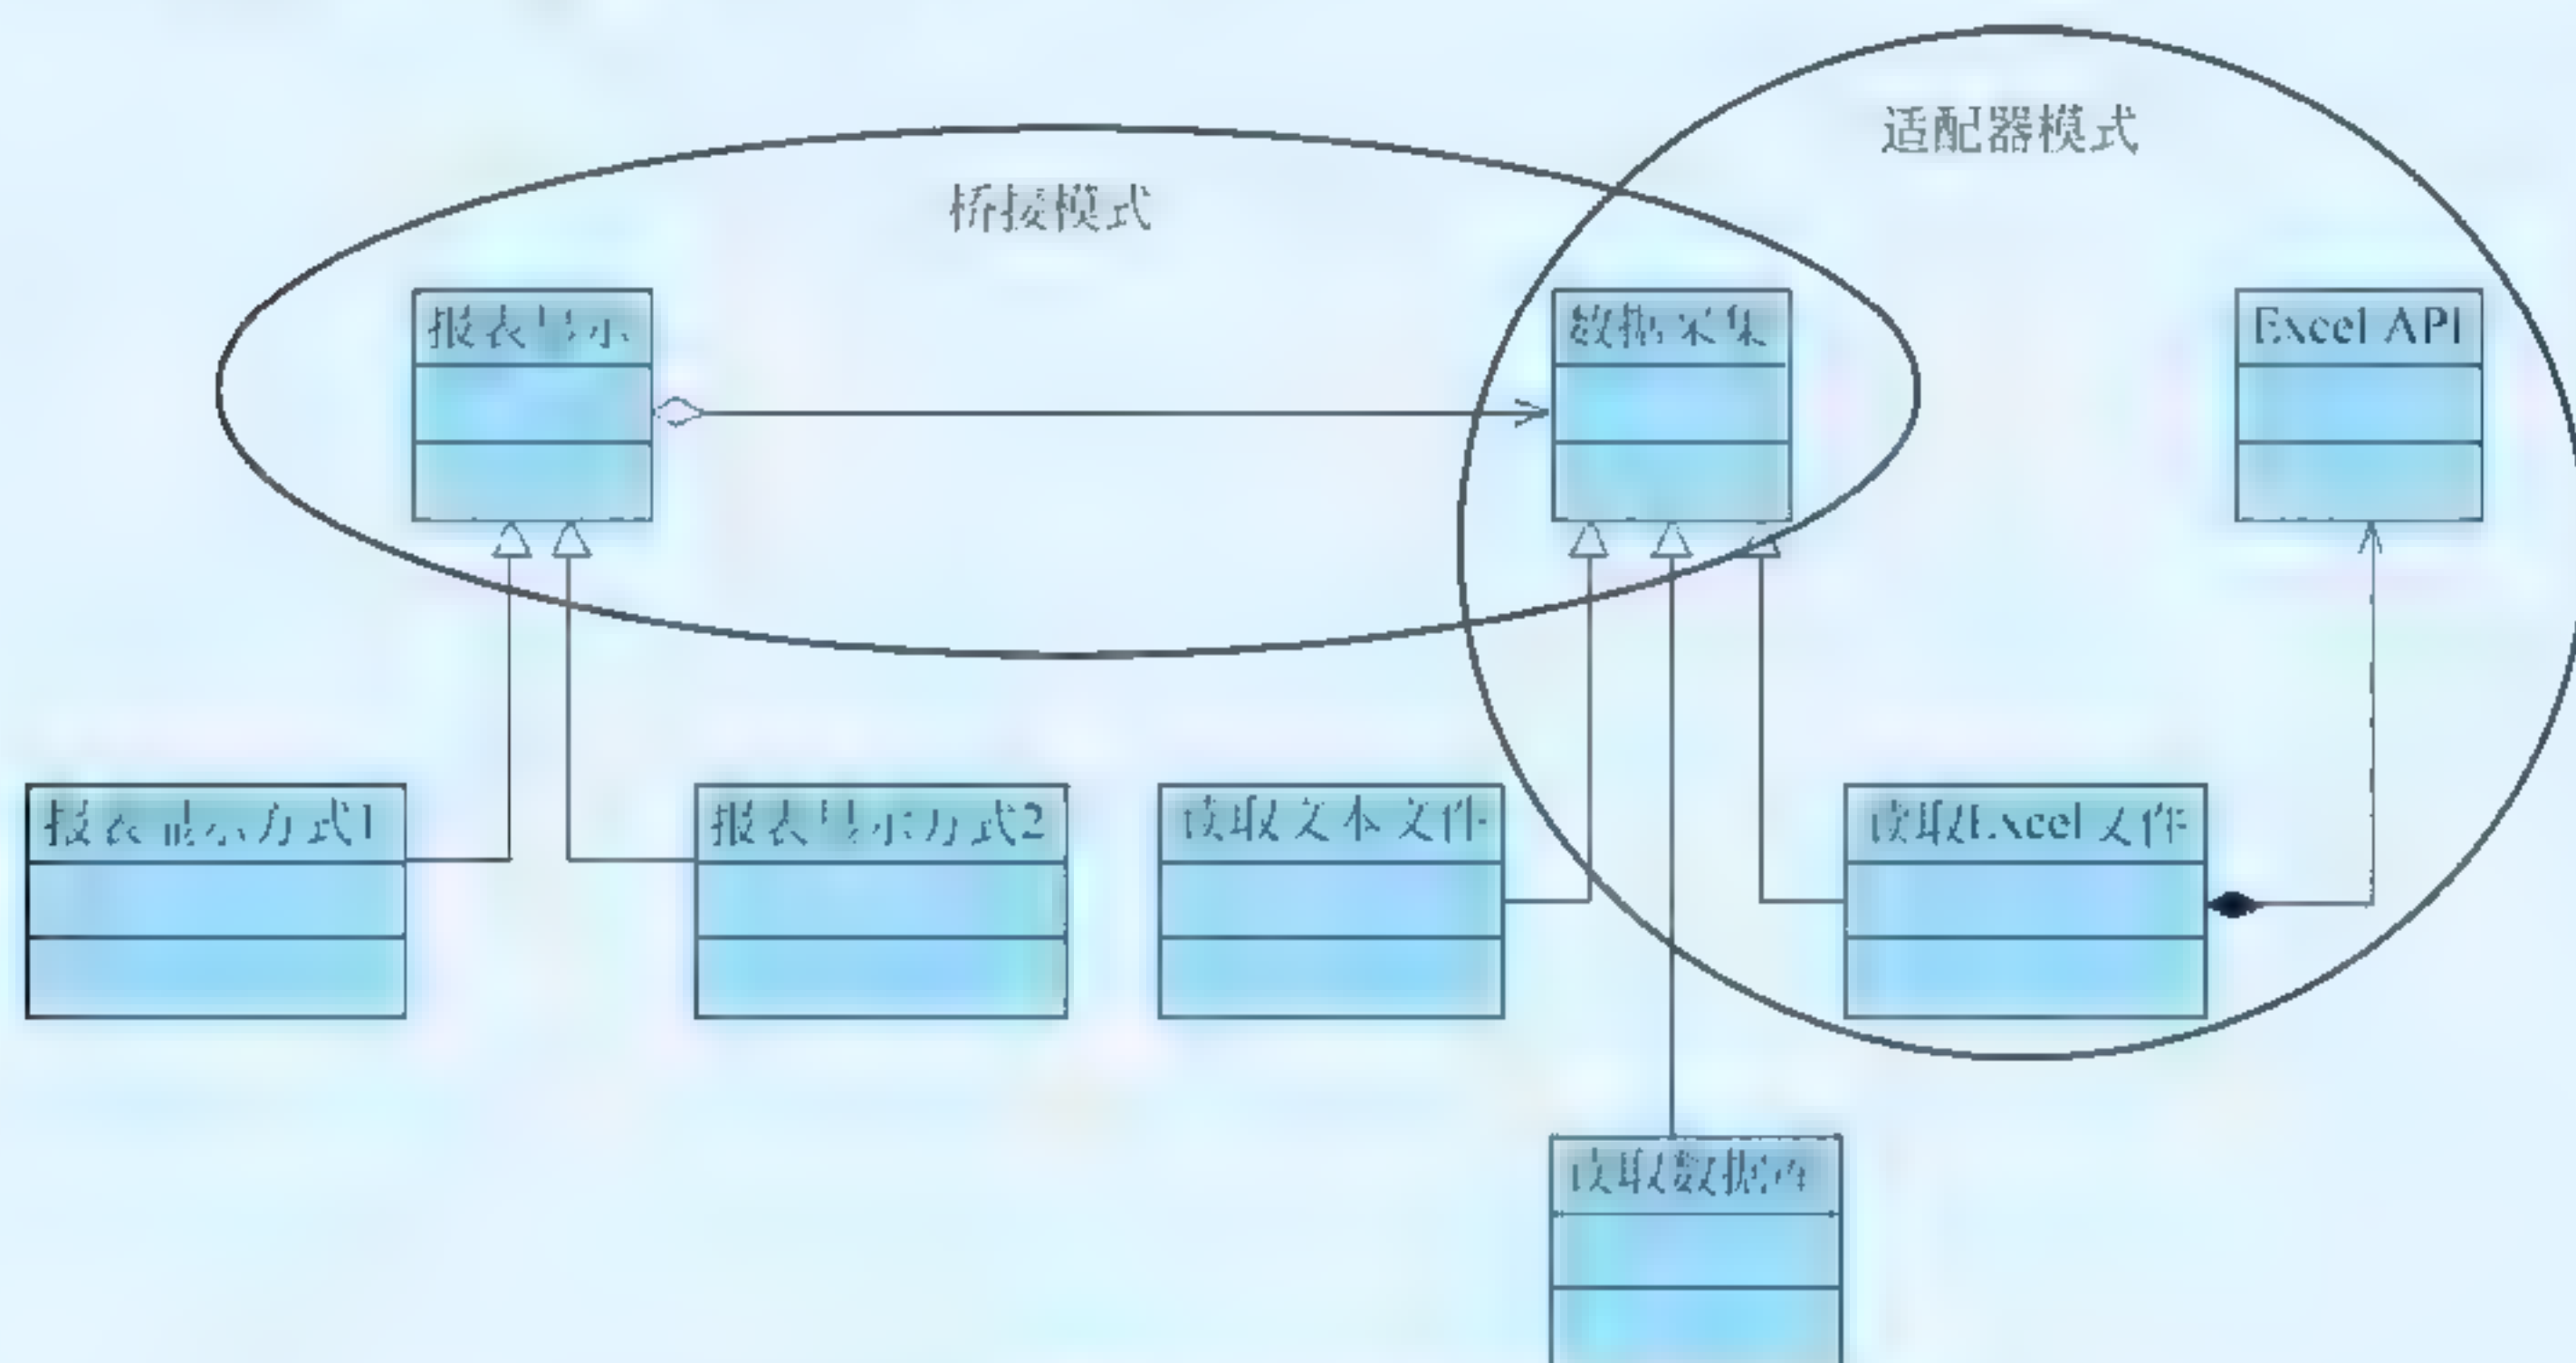 适配器模式
桥接模式
报表显示
数据采集
Excel API
报表显示方式1
报表显示方式2
读取文本文件
读取Excel文件
读取数据库